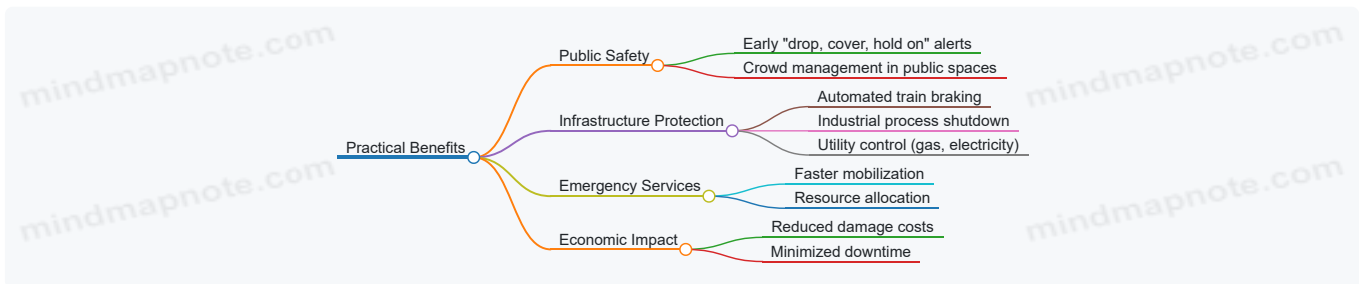 mindmapnote.com
mindmapnote.com
Practical Benefits
Public Safety
Early "drop, cover, hold on" alerts
Crowd management in public spaces
Infrastructure Protection
Automated train braking
Industrial process shutdown
Utility control (gas, electricity)
Emergency Services
Faster mobilization
Resource allocation
Economic Impact
Reduced damage costs
Minimized downtime
mindmapnote.com
mindmapnote.com